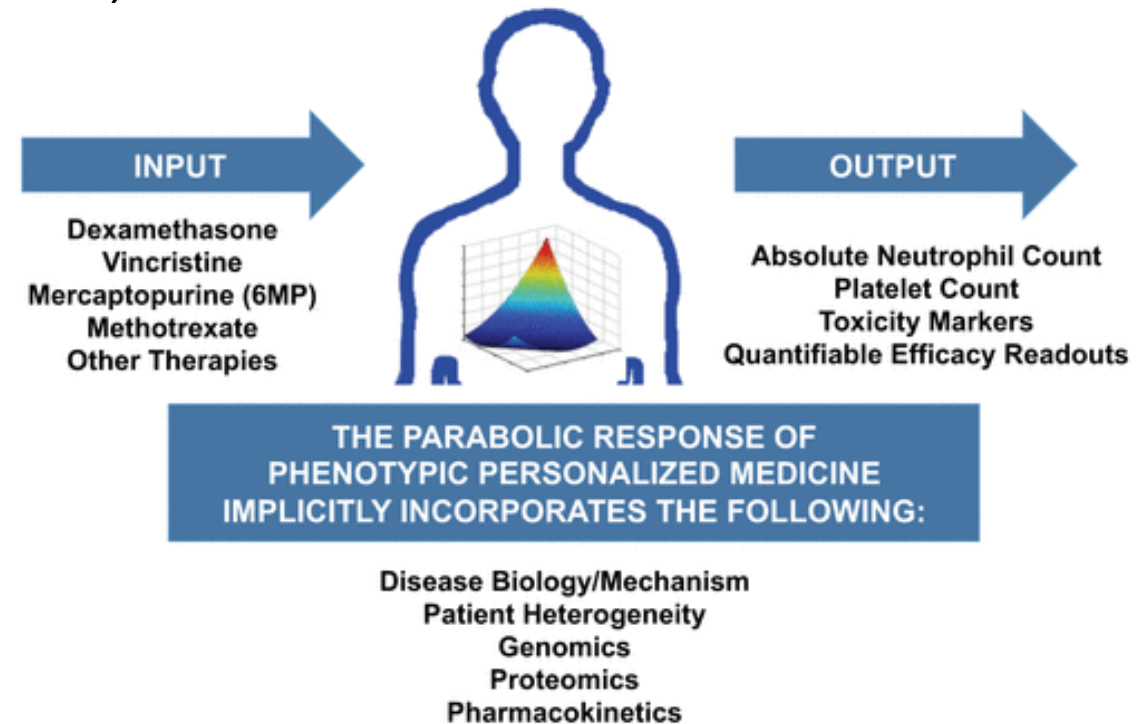 INPUT
Dexamethasone
Vincristine
Mercaptopurine (6MP)
Methotrexate
Other Therapies
OUTPUT
Absolute Neutrophil Count
Platelet Count
Toxicity Markers
Quantifiable Efficacy Readouts
THE PARABOLIC RESPONSE OF
PHENOTYPIC PERSONALIZED MEDICINE
IMPLICITLY INCORPORATES THE FOLLOWING:
Disease Biology/Mechanism
Patient Heterogeneity
Genomics
Proteomics
Pharmacokinetics